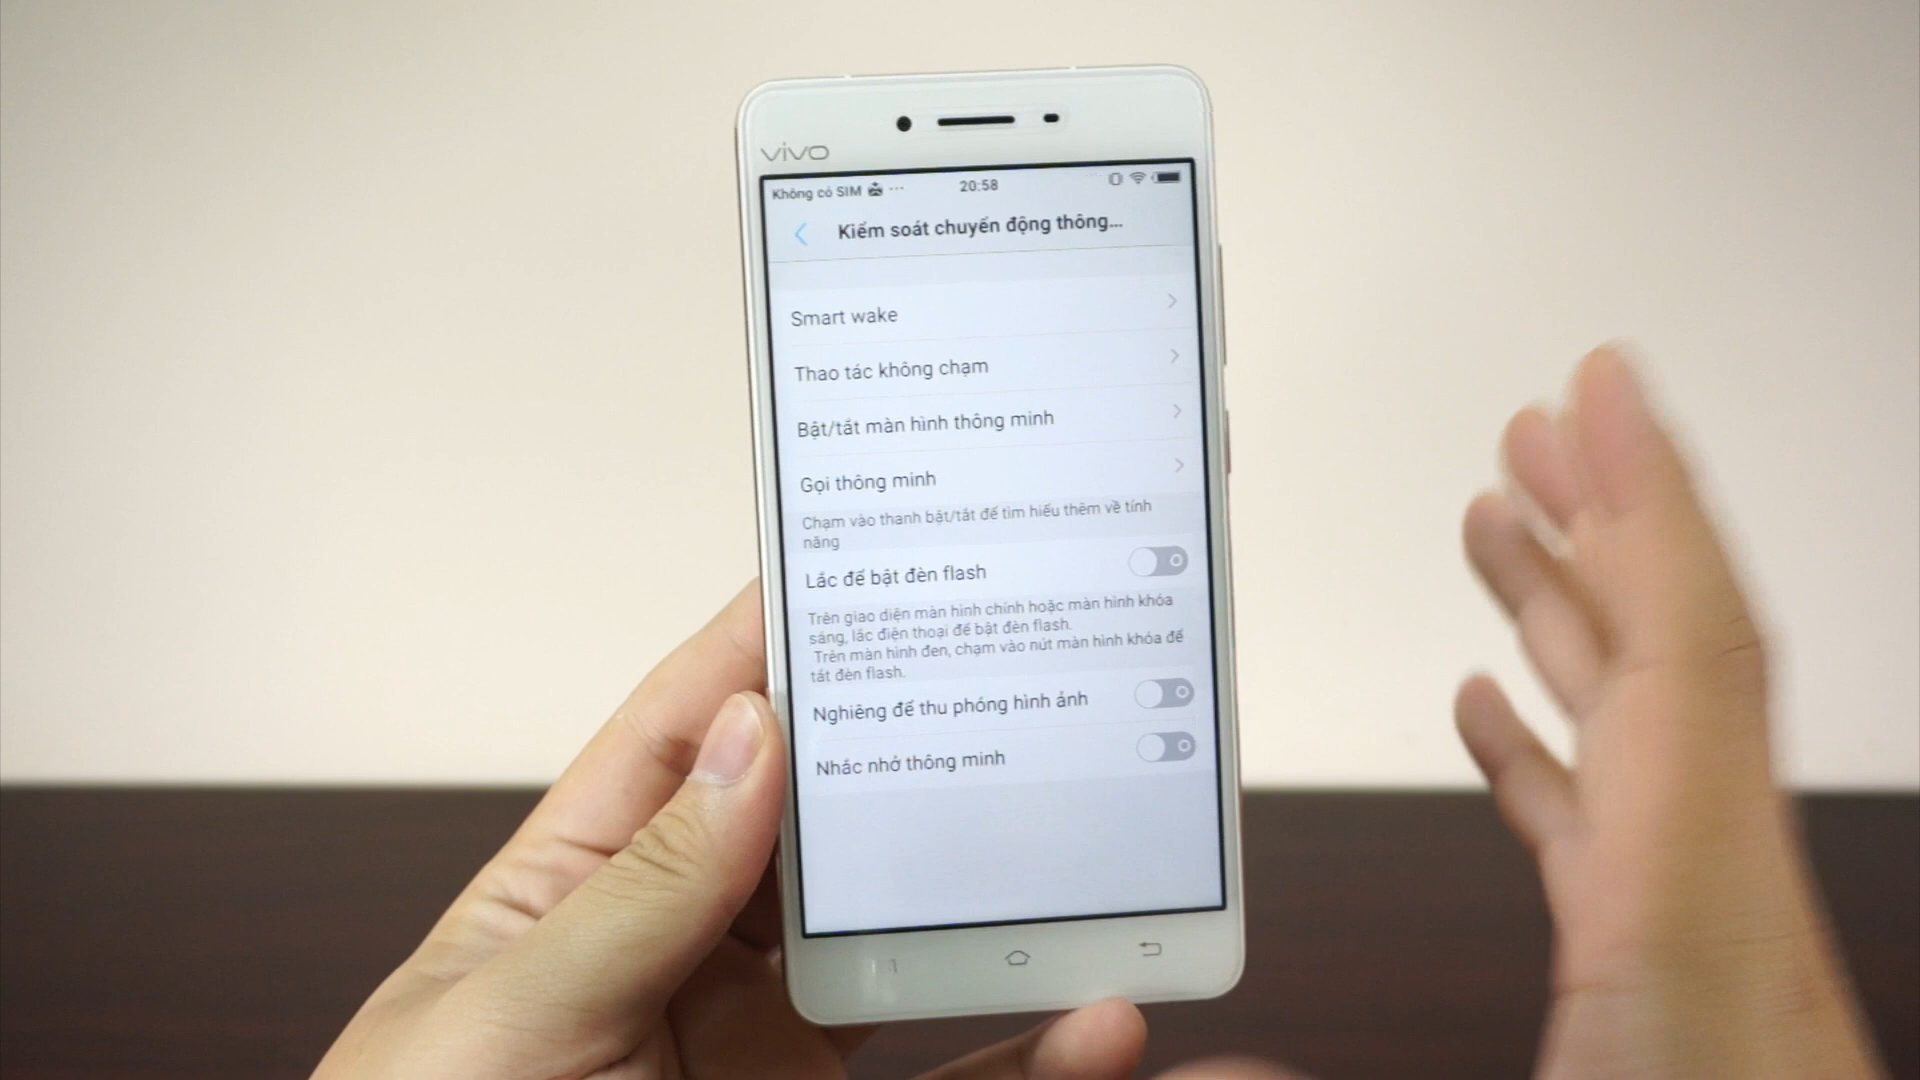 vivo
Không có SIM ... 20:58
Kiểm soát chuyển động thông...
Smart wake
Thao tác không chạm
Bật/tắt màn hình thông minh
Gọi thông minh
Chạm vào thanh bật/tắt để tìm hiểu thêm về tính
năng
Lắc để bật đèn flash
Trên giao diện màn hình chính hoặc màn hình khóa
sáng, lắc điện thoại để bật đèn flash.
Trên màn hình đen, chạm vào nút màn hình khóa để
tắt đèn flash.
Nghiêng để thu phóng hình ảnh
Nhắc nhở thông minh